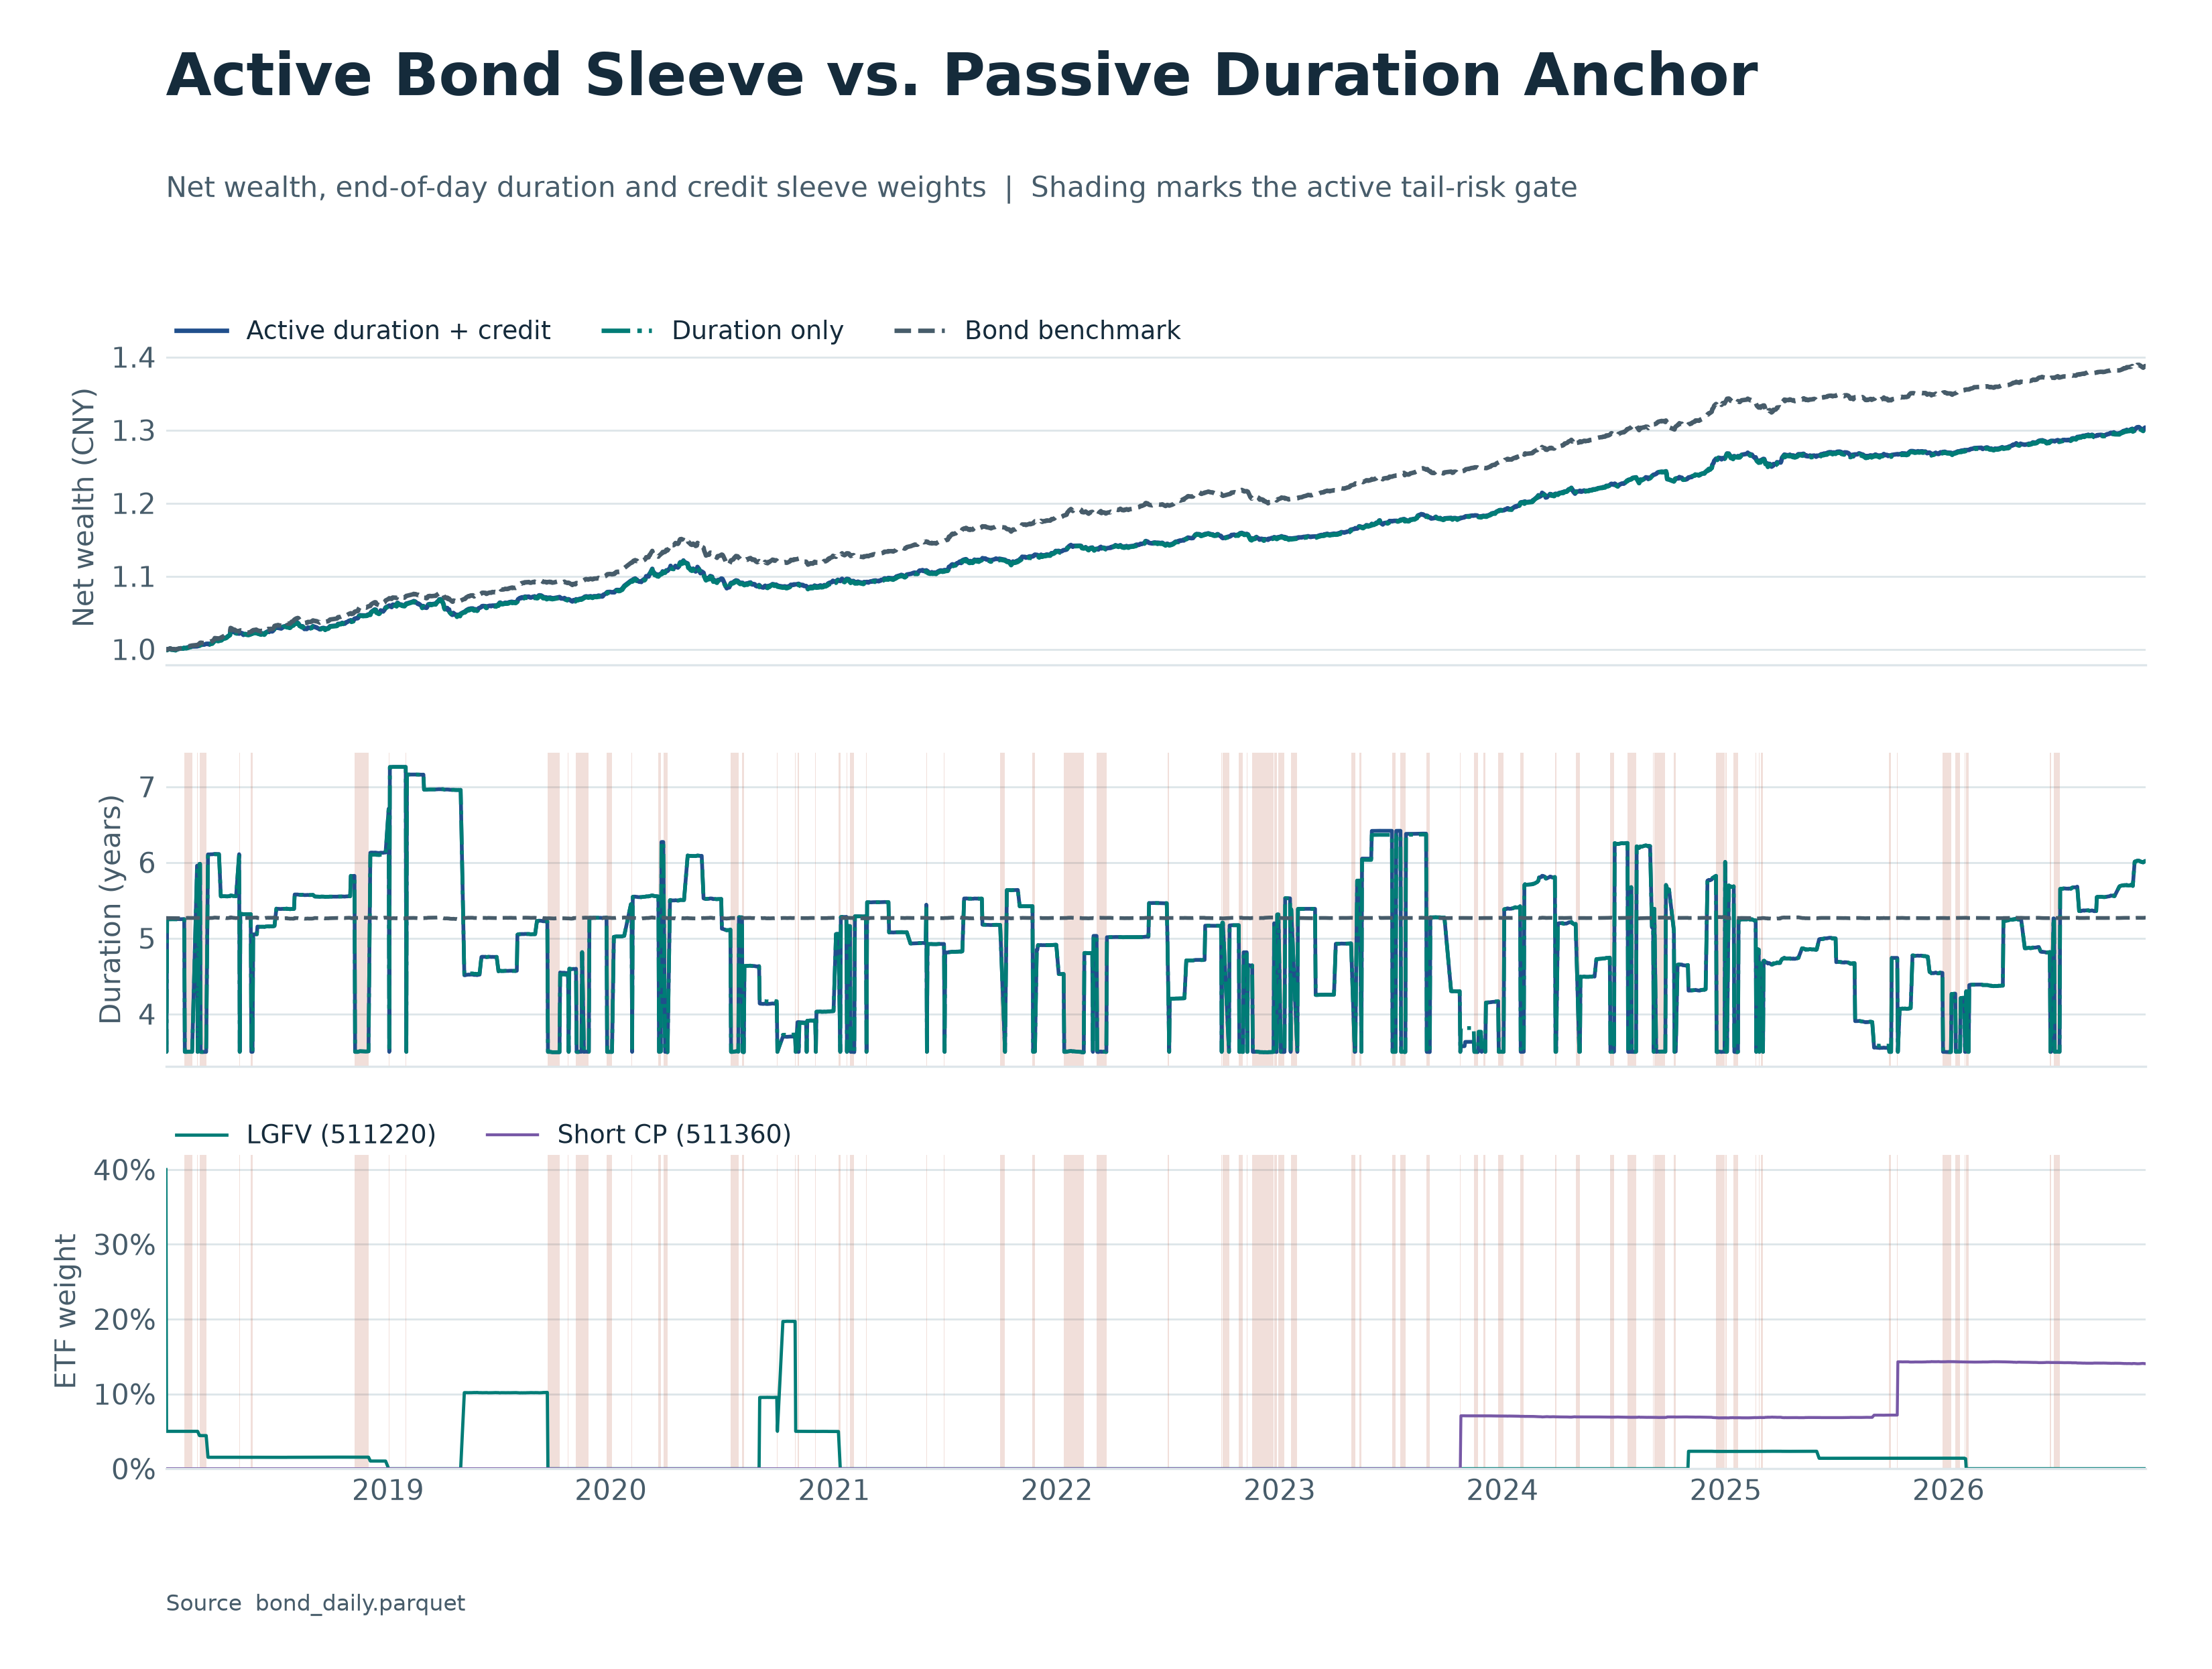 Active Bond Sleeve vs. Passive Duration Anchor
Net wealth, end-of-day duration and credit sleeve weights | Shading marks the active tail-risk gate
Active duration + credit
Duration only
Bond benchmark
Net wealth (CNY)
1.4
1.3
1.2
1.1
1.0
Duration (years)
7
6
5
4
LGFV (511220)
Short CP (511360)
ETF weight
40%
30%
20%
10%
0%
2019 2020 2021 2022 2023 2024 2025 2026
Source bond_daily.parquet